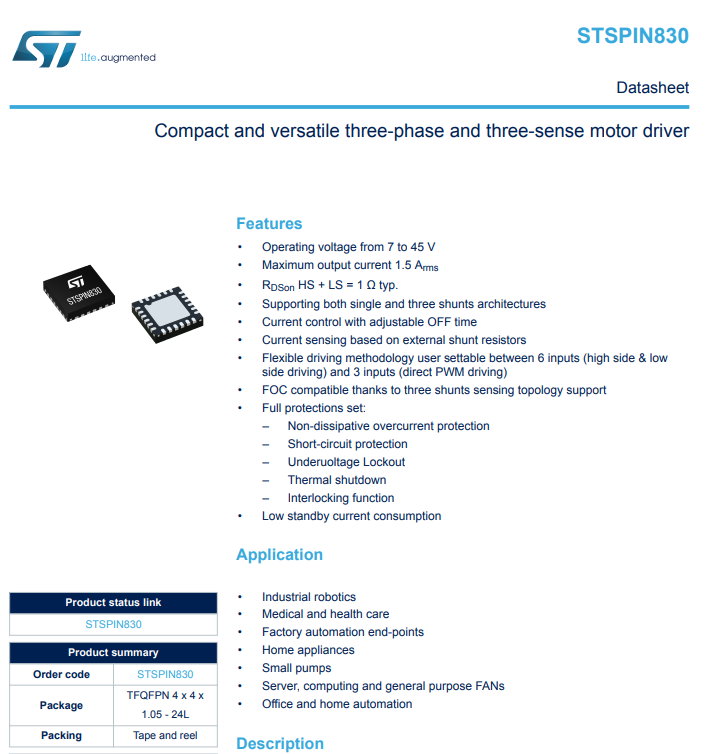 STSPIN830
life.augmented
Datasheet
Compact and versatile three-phase and three-sense motor driver
Features
• Operating voltage from 7 to 45 V
• Maximum output current 1.5 Arms
• RDSon HS + LS = 1 Ω typ.
• Supporting both single and three shunts architectures
• Current control with adjustable OFF time
• Current sensing based on external shunt resistors
• Flexible driving methodology user settable between 6 inputs (high side & low
side driving) and 3 inputs (direct PWM driving)
• FOC compatible thanks to three shunts sensing topology support
• Full protections set:
– Non-dissipative overcurrent protection
– Short-circuit protection
– Underuoltage Lockout
– Thermal shutdown
– Interlocking function
• Low standby current consumption
ST
STSPIN830
Application
• Industrial robotics
• Medical and health care
• Factory automation end-points
• Home appliances
• Small pumps
• Server, computing and general purpose FANs
• Office and home automation
Product status link
STSPIN830
Product summary
Order code STSPIN830
Package TFQFPN 4 x 4 x
1.05 - 24L
Packing Tape and reel
Description